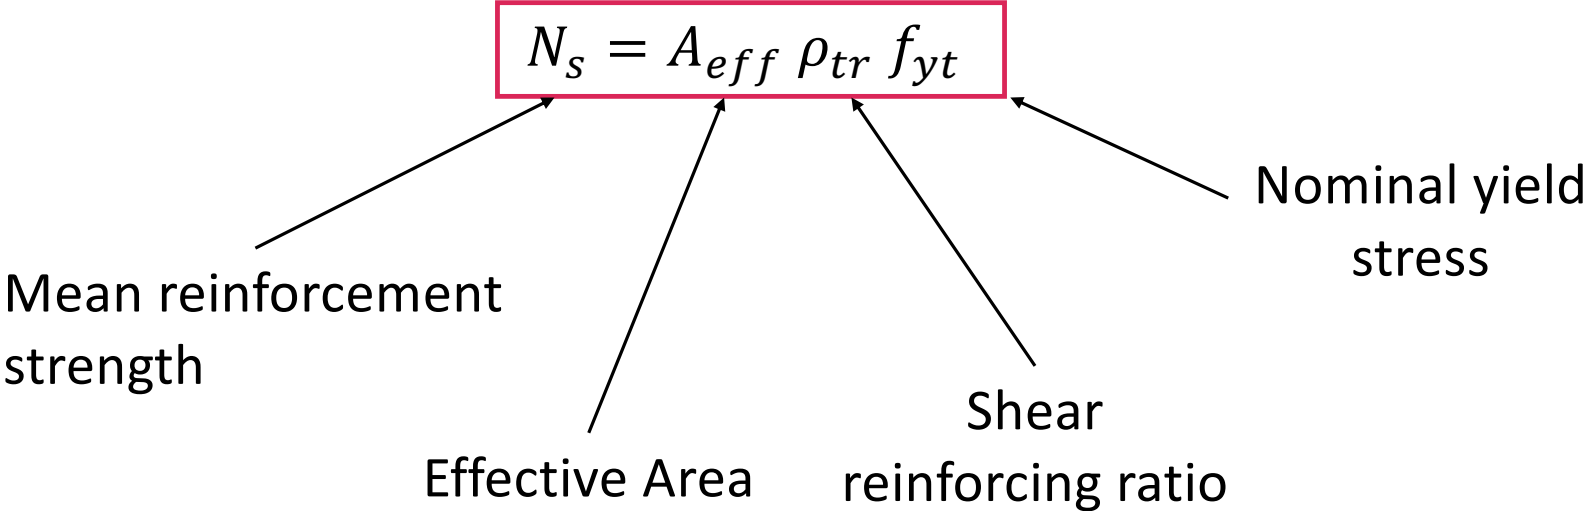 N_s = A_eff ρ_tr f_yt
Nominal yield
stress
Mean reinforcement
strength
Shear
reinforcing ratio
Effective Area